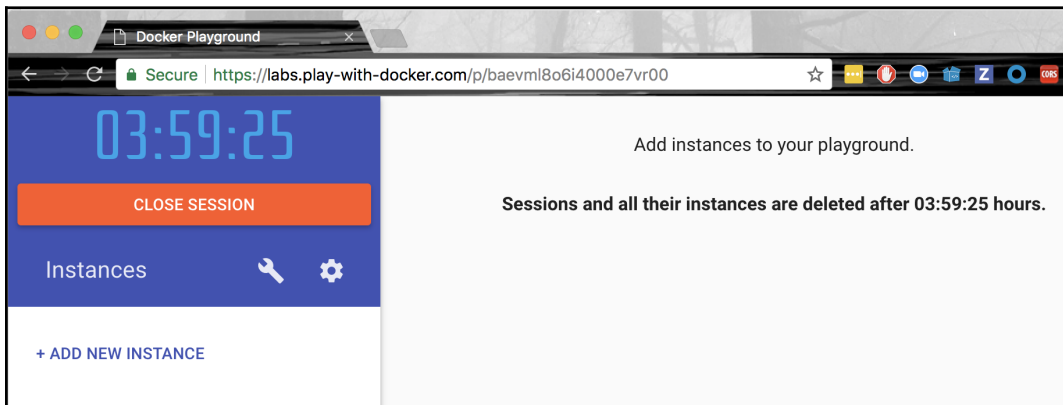 Docker Playground
Secure https://labs.play-with-docker.com/p/baevml8o6i4000e7vr00
Z
CORS
03:59:25
CLOSE SESSION
Instances
+ ADD NEW INSTANCE
Add instances to your playground.
Sessions and all their instances are deleted after 03:59:25 hours.